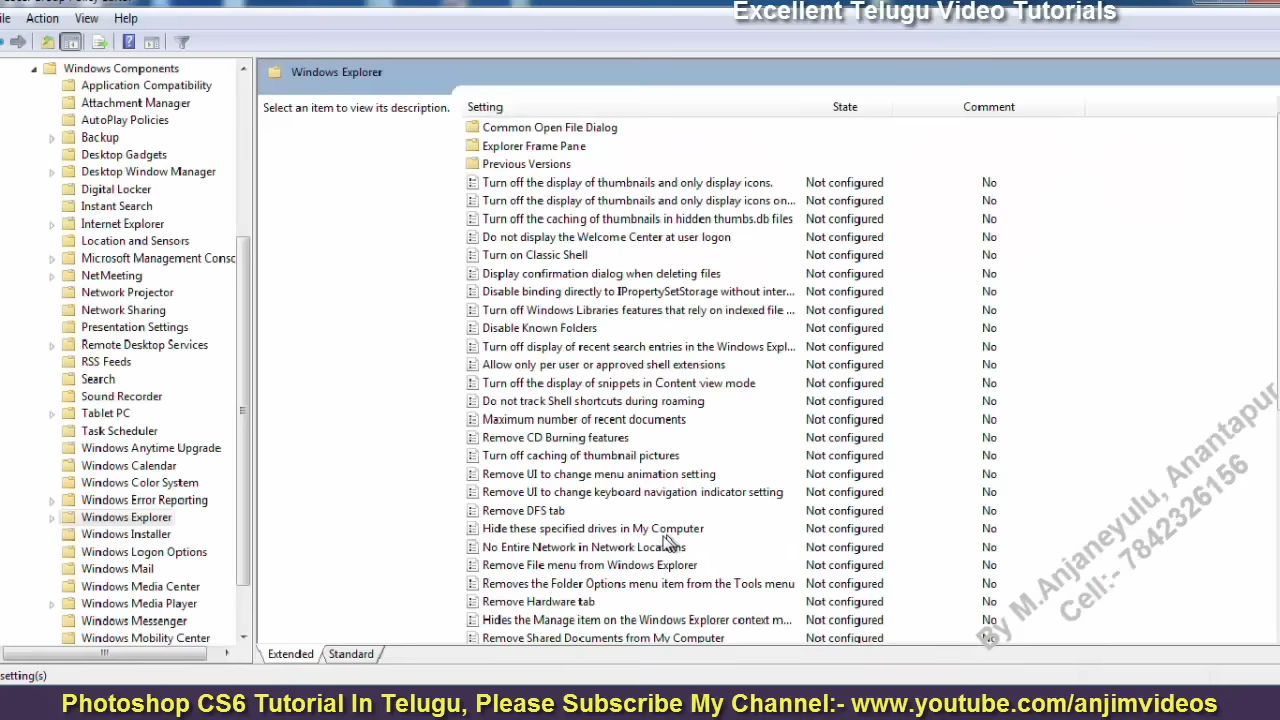 Excellent Telugu Video Tutorials
Action View Help
Windows Components
Application Compatibility
Attachment Manager
AutoPlay Policies
Backup
Desktop Gadgets
Desktop Window Manager
Digital Locker
Instant Search
Internet Explorer
Location and Sensors
Microsoft Management Consc
NetMeeting
Network Projector
Network Sharing
Presentation Settings
Remote Desktop Services
RSS Feeds
Search
Sound Recorder
Tablet PC
Task Scheduler
Windows Anytime Upgrade
Windows Calendar
Windows Color System
Windows Error Reporting
Windows Explorer
Windows Installer
Windows Logon Options
Windows Mail
Windows Media Center
Windows Media Player
Windows Messenger
Windows Mobility Center
Windows Explorer
Select an item to view its description.
Setting State Comment
Common Open File Dialog
Explorer Frame Pane
Previous Versions
Turn off the display of thumbnails and only display icons. Not configured No
Turn off the display of thumbnails and only display icons on... Not configured No
Turn off the caching of thumbnails in hidden thumbs.db files Not configured No
Do not display the Welcome Center at user logon Not configured No
Turn on Classic Shell Not configured No
Display confirmation dialog when deleting files Not configured No
Disable binding directly to IPropertySetStorage without inter... Not configured No
Turn off Windows Libraries features that rely on indexed file ... Not configured No
Disable Known Folders Not configured No
Turn off display of recent search entries in the Windows Expl... Not configured No
Allow only per user or approved shell extensions Not configured No
Turn off the display of snippets in Content view mode Not configured No
Do not track Shell shortcuts during roaming Not configured No
Maximum number of recent documents Not configured No
Remove CD Burning features Not configured No
Turn off caching of thumbnail pictures Not configured No
Remove UI to change menu animation setting Not configured No
Remove UI to change keyboard navigation indicator setting Not configured No
Remove DFS tab Not configured No
Hide these specified drives in My Computer Not configured No
No Entire Network in Network Locations Not configured No
Remove File menu from Windows Explorer Not configured No
Removes the Folder Options menu item from the Tools menu Not configured No
Remove Hardware tab Not configured No
Hides the Manage item on the Windows Explorer context m... Not configured No
Remove Shared Documents from My Computer Not configured No
By M.Anjaneyulu, Anantapur
Cell:- 7842326156
Extended Standard
setting(s)
Photoshop CS6 Tutorial In Telugu, Please Subscribe My Channel:- www.youtube.com/anjimvideos